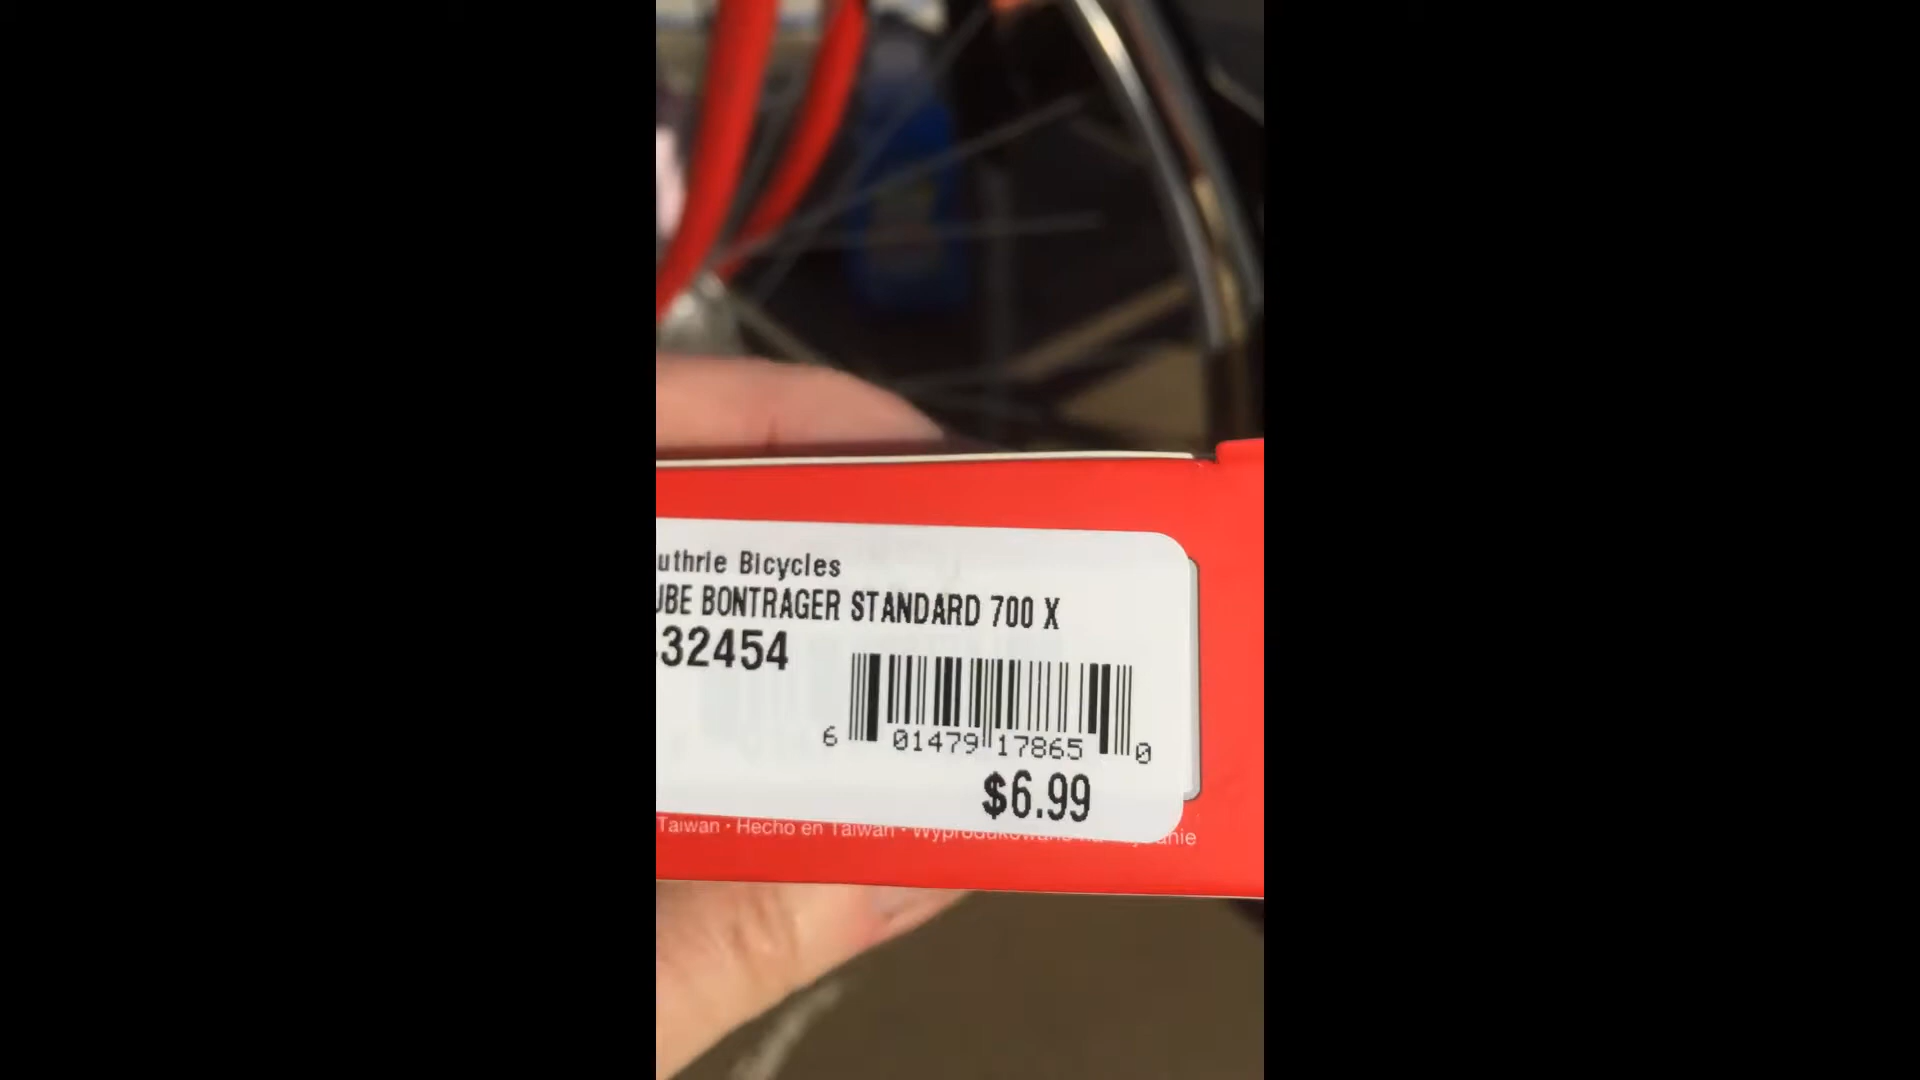 uthrie Bicycles
UBE BONTRAGER STANDARD 700 X
32454
6 01479 17865 0
$6.99
Taiwan · Hecho en Taiwan ·